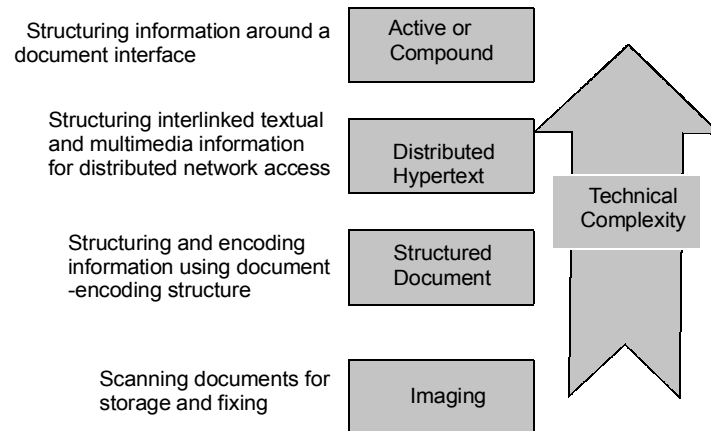 Structuring information around a
document interface
Active or
Compound
Structuring interlinked textual
and multimedia information
for distributed network access
Distributed
Hypertext
Technical
Complexity
Structuring and encoding
information using document
-encoding structure
Structured
Document
Scanning documents for
storage and fixing
Imaging